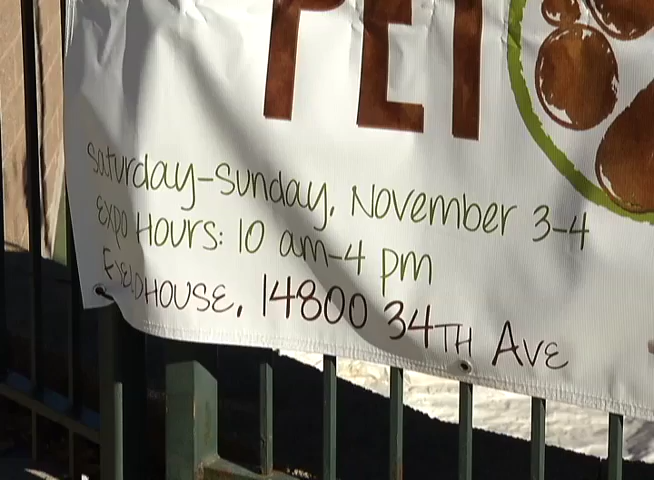 PET
Saturday-Sunday, November 3-4
Expo Hours: 10 am-4 pm
FIELDHOUSE, 14800 34TH AVE